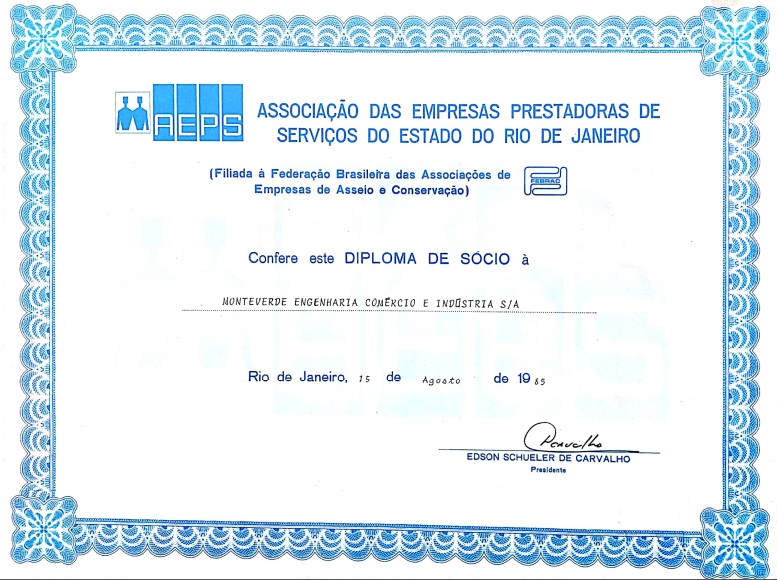 AEPS
ASSOCIAÇÃO DAS EMPRESAS PRESTADORAS DE
SERVIÇOS DO ESTADO DO RIO DE JANEIRO
(Filiada à Federação Brasileira das Associações de
Empresas de Asseio e Conservação)
FEBRAC
Confere este DIPLOMA DE SÓCIO à
MONTEVERDE ENGENHARIA COMÉRCIO E INDÚSTRIA S/A
Rio de Janeiro, 15 de Agosto de 1985
Carvalho
EDSON SCHUELER DE CARVALHO
Presidente